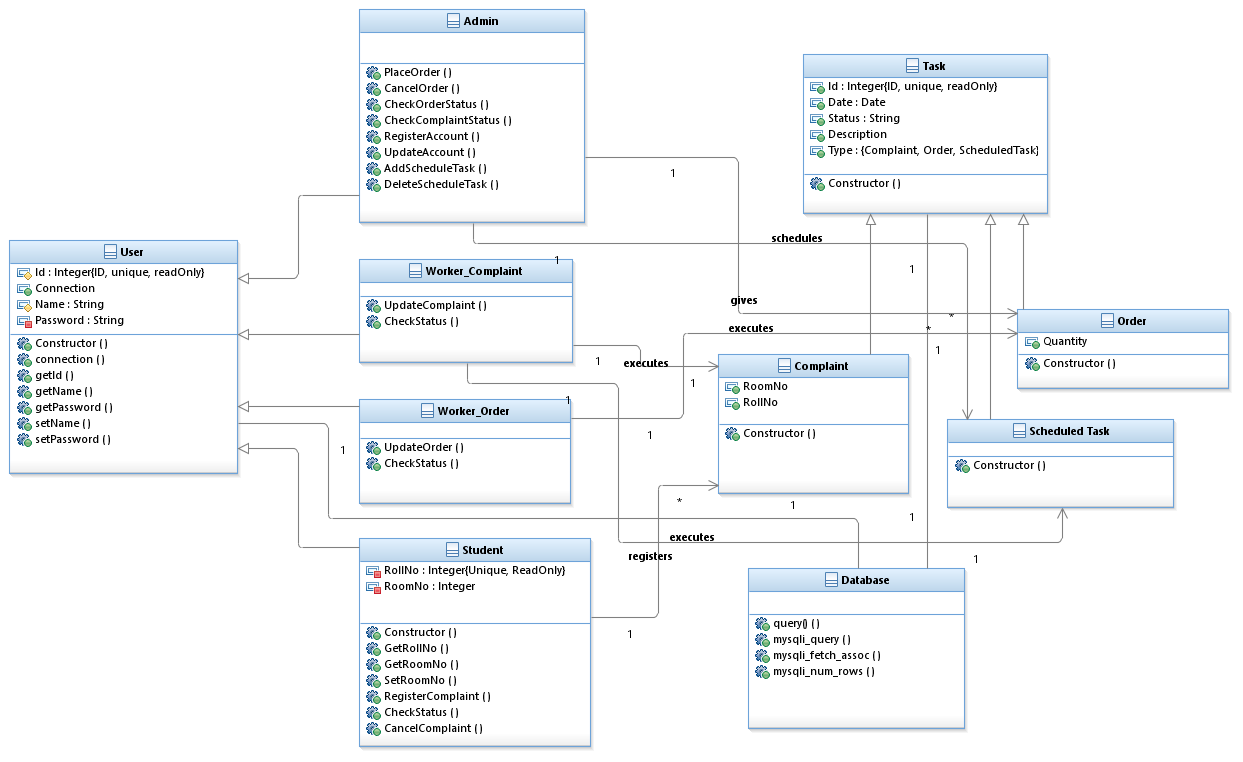 Admin
PlaceOrder ()
CancelOrder ()
CheckOrderStatus ()
CheckComplaintStatus ()
RegisterAccount ()
UpdateAccount ()
AddScheduleTask ()
DeleteScheduleTask ()
Task
Id : Integer{ID, unique, readOnly}
Date : Date
Status : String
Description
Type : {Complaint, Order, ScheduledTask}
Constructor ()
User
Id : Integer{ID, unique, readOnly}
Connection
Name : String
Password : String
Constructor ()
connection ()
getId ()
getName ()
getPassword ()
setName ()
setPassword ()
Worker_Complaint
UpdateComplaint ()
CheckStatus ()
Worker_Order
UpdateOrder ()
CheckStatus ()
Student
RollNo : Integer{Unique, ReadOnly}
RoomNo : Integer
Constructor ()
GetRollNo ()
GetRoomNo ()
SetRoomNo ()
RegisterComplaint ()
CheckStatus ()
CancelComplaint ()
Complaint
RoomNo
RollNo
Constructor ()
Order
Quantity
Constructor ()
Scheduled Task
Constructor ()
Database
query() ()
mysqli_query ()
mysqli_fetch_assoc ()
mysqli_num_rows ()
1
schedules
1
1
gives
*
executes
*
1
1
executes
1
1
1
1
*
1
1
executes
registers
1
1